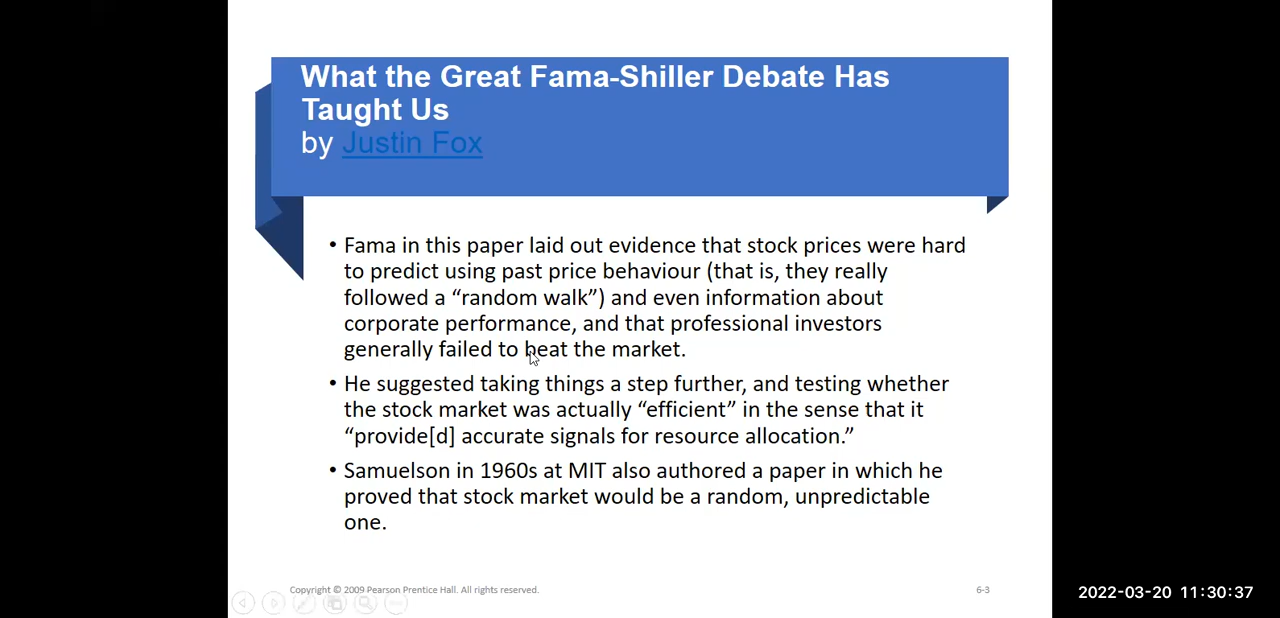 What the Great Fama-Shiller Debate Has
Taught Us
by Justin Fox
• Fama in this paper laid out evidence that stock prices were hard
to predict using past price behaviour (that is, they really
followed a “random walk”) and even information about
corporate performance, and that professional investors
generally failed to beat the market.
• He suggested taking things a step further, and testing whether
the stock market was actually “efficient” in the sense that it
“provide[d] accurate signals for resource allocation.”
• Samuelson in 1960s at MIT also authored a paper in which he
proved that stock market would be a random, unpredictable
one.
Copyright © 2009 Pearson Prentice Hall. All rights reserved.
6-3
2022-03-20 11:30:37